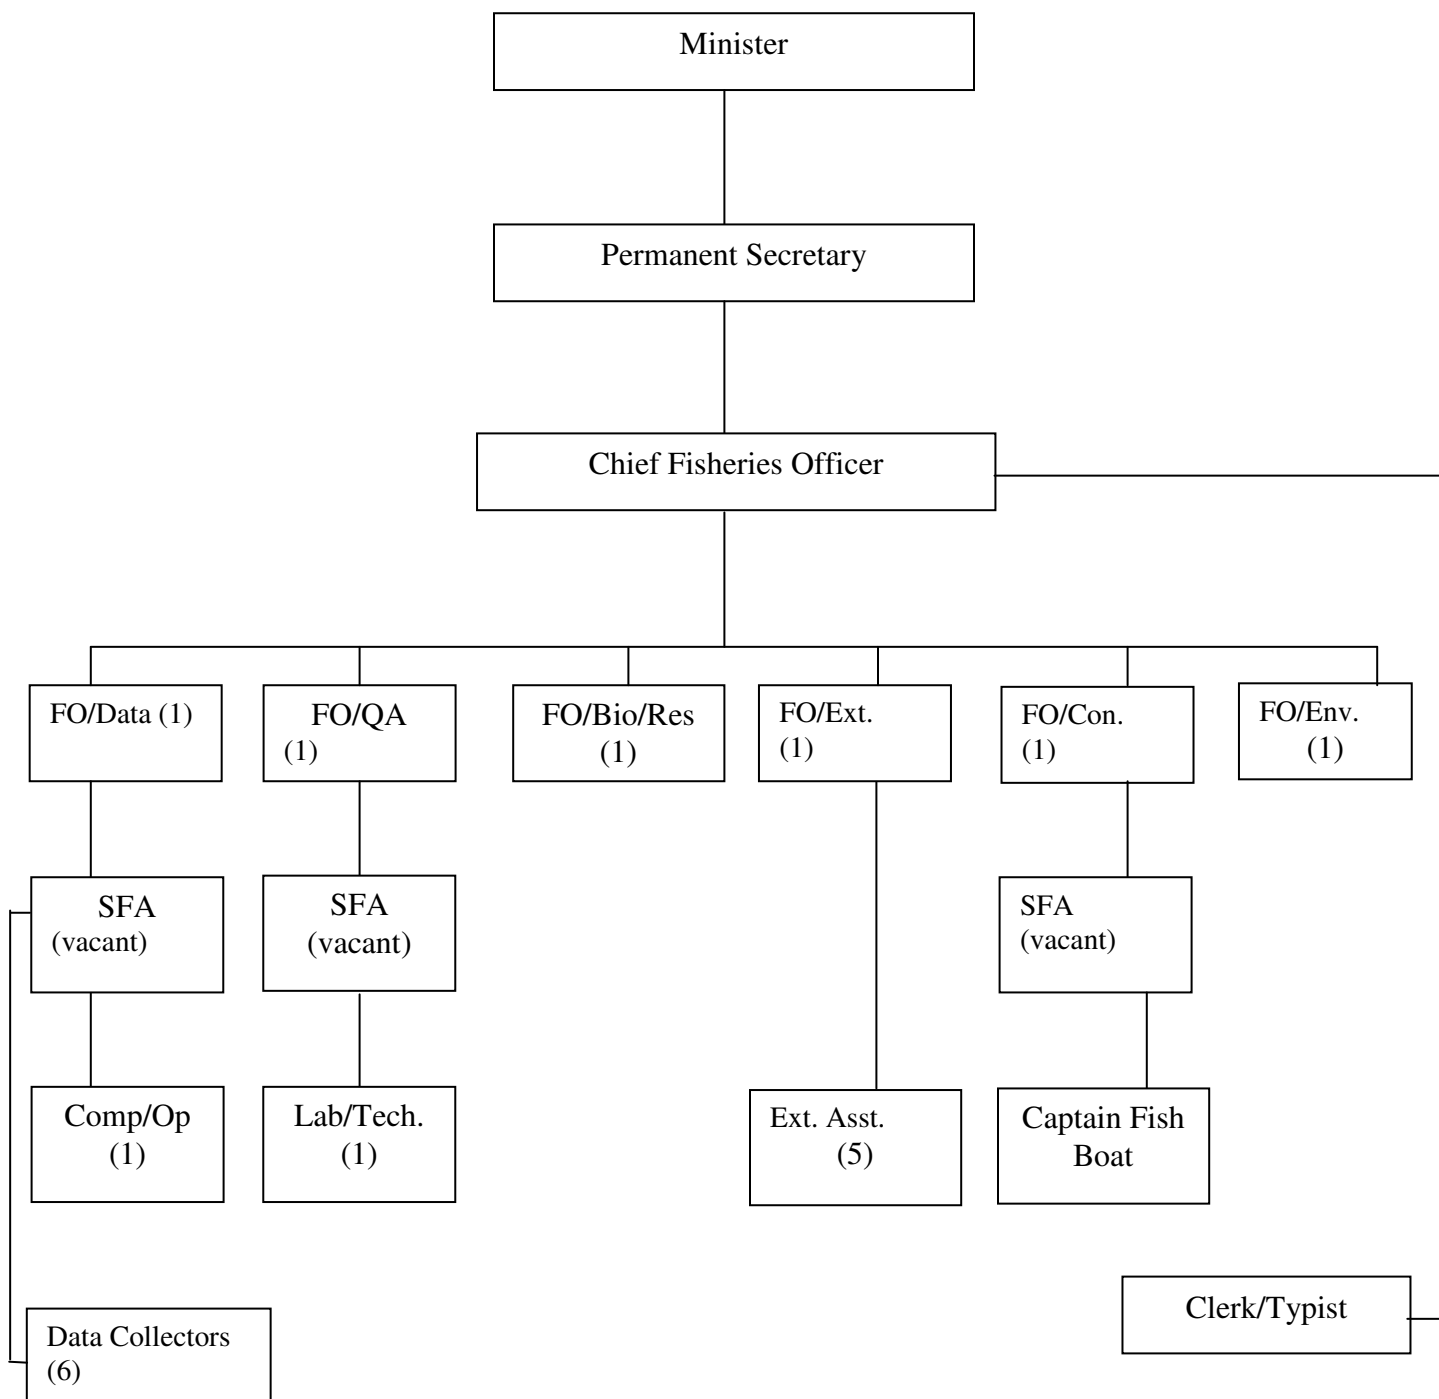 Minister
Permanent Secretary
Chief Fisheries Officer
FO/Data (1)
FO/QA
(1)
FO/Bio/Res
(1)
FO/Ext.
(1)
FO/Con.
(1)
FO/Env.
(1)
SFA
(vacant)
SFA
(vacant)
SFA
(vacant)
Comp/Op
(1)
Lab/Tech.
(1)
Ext. Asst.
(5)
Captain Fish
Boat
Clerk/Typist
Data Collectors
(6)